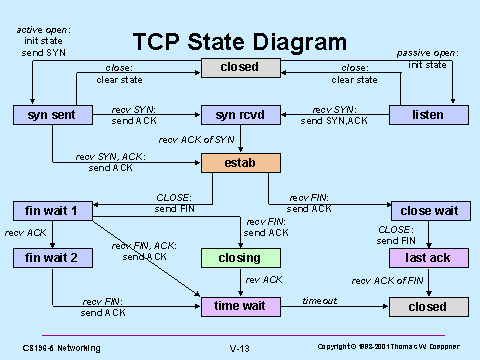 active open:
init state
send SYN
TCP State Diagram
passive open:
init state
close:
clear state
closed
close:
clear state
syn sent
recv SYN:
send ACK
syn rcvd
recv SYN:
send SYN,ACK
listen
recv ACK of SYN
recv SYN, ACK:
send ACK
estab
CLOSE:
send FIN
recv FIN:
send ACK
fin wait 1
close wait
recv ACK
recv FIN, ACK:
send ACK
recv FIN:
send ACK
CLOSE:
send FIN
fin wait 2
closing
last ack
rev ACK
recv ACK of FIN
recv FIN:
send ACK
time wait
timeout
closed
CS196-5 Networking
V-13
Copyright © 1998-2001 Thomas W. Doeppner